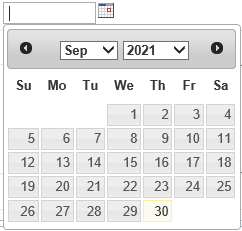 Sep 2021
Su Mo Tu We Th Fr Sa
1 2 3 4
5 6 7 8 9 10 11
12 13 14 15 16 17 18
19 20 21 22 23 24 25
26 27 28 29 30